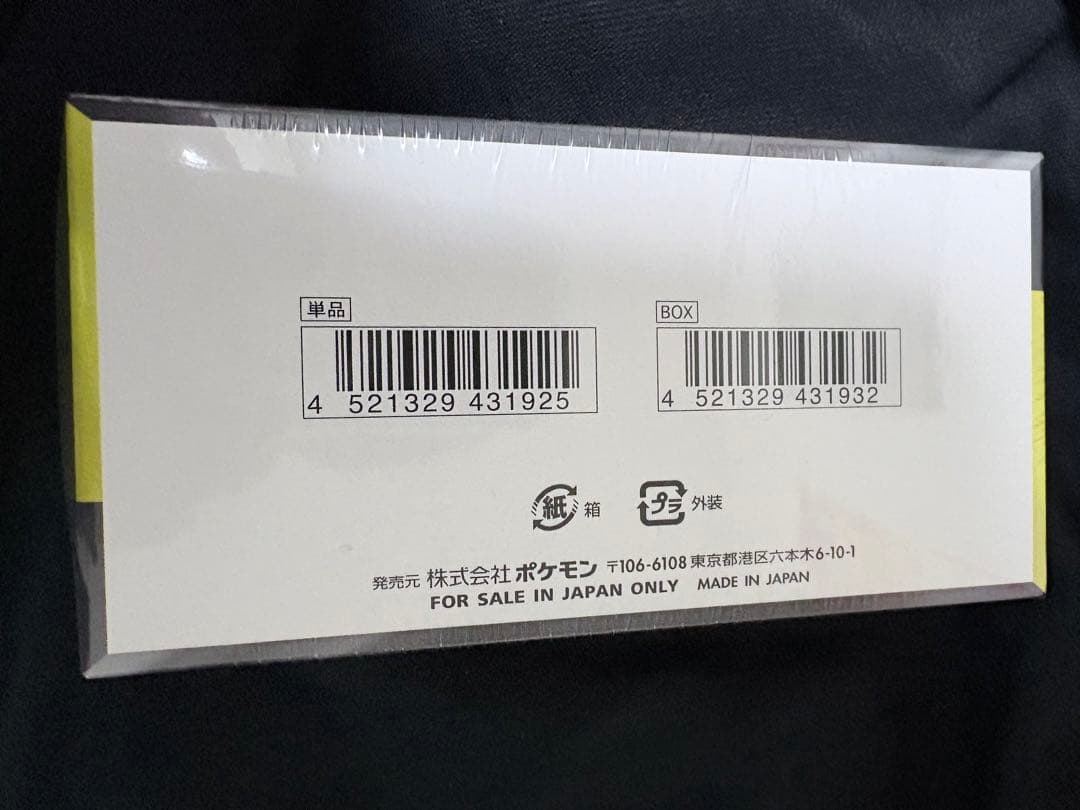 単品
BOX
4 521329 431925
4 521329 431932
紙 箱
プラ 外装
発売元 株式会社 ポケモン 〒106-6108 東京都港区六本木6-10-1
FOR SALE IN JAPAN ONLY MADE IN JAPAN